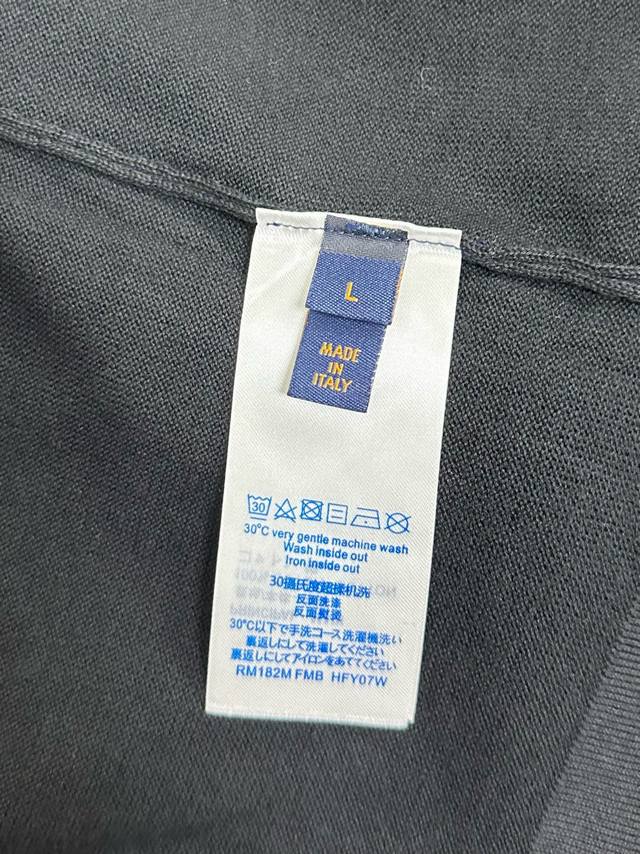 L
MADE
IN
ITALY
30
30°C very gentle machine wash
Wash inside out
Iron inside out
30摄氏度超揉机洗
反面洗涤
反面熨烫
30℃以下で手洗コース洗濯機洗い
裏返しにして洗濯してください
裏返しにしてアイロンをあててください
RM182M FMB HFY07W